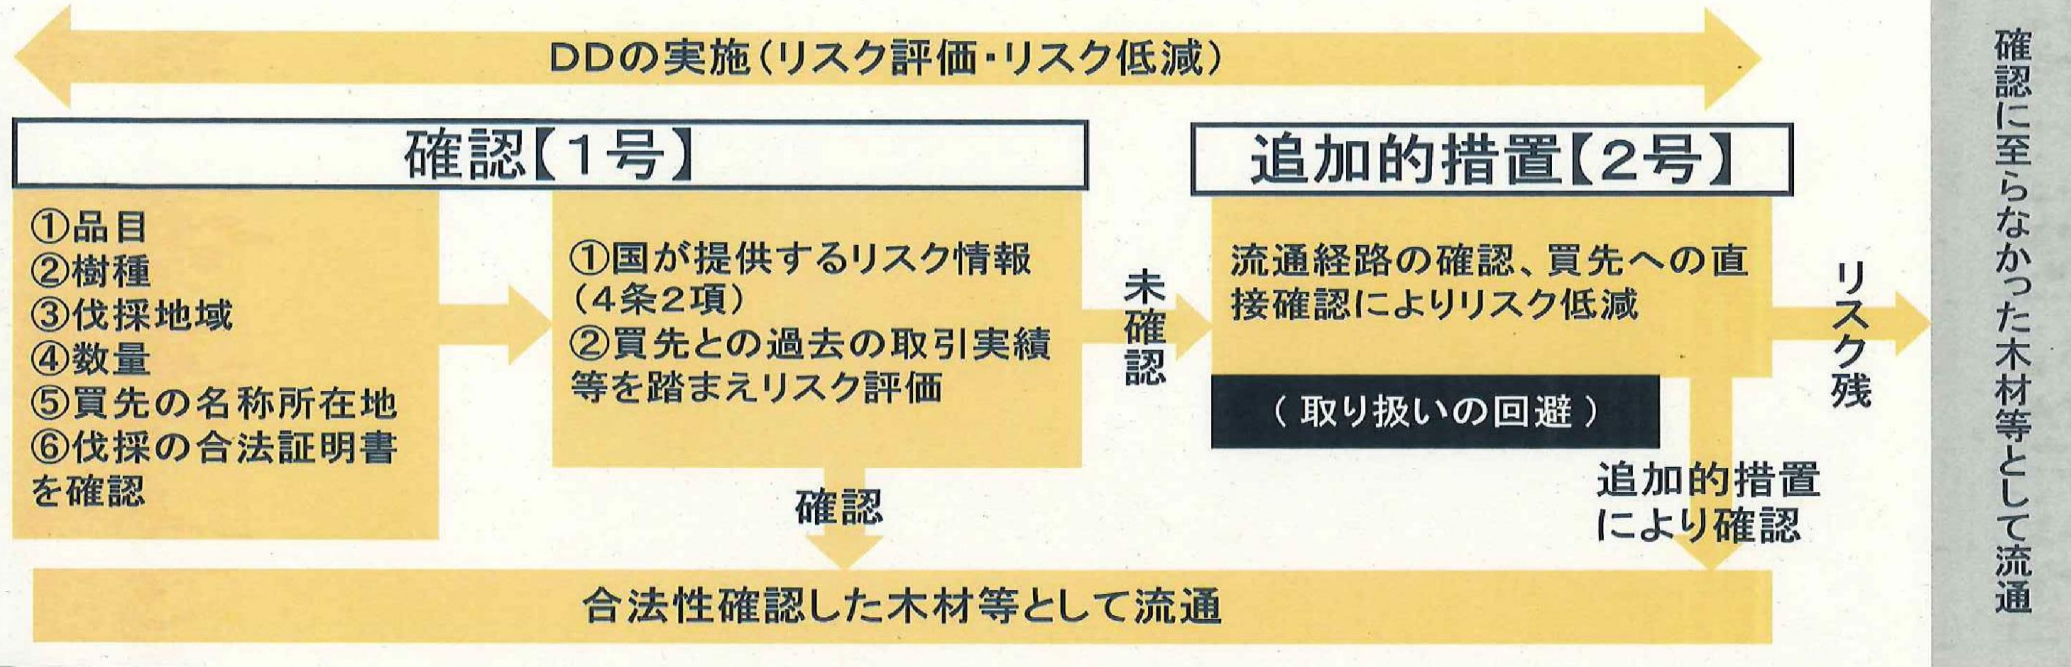 DDの実施(リスク評価・リスク低減)
確認【1号】
①品目
②樹種
③伐採地域
④数量
⑤買先の名称所在地
⑥伐採の合法証明書
を確認
①国が提供するリスク情報
(4条2項)
②買先との過去の取引実績
等を踏まえリスク評価
確認
未確認
追加的措置【2号】
流通経路の確認、買先への直
接確認によりリスク低減
(取り扱いの回避)
追加的措置
により確認
リスク残
合法性確認した木材等として流通
確認に至らなかった木材等として流通